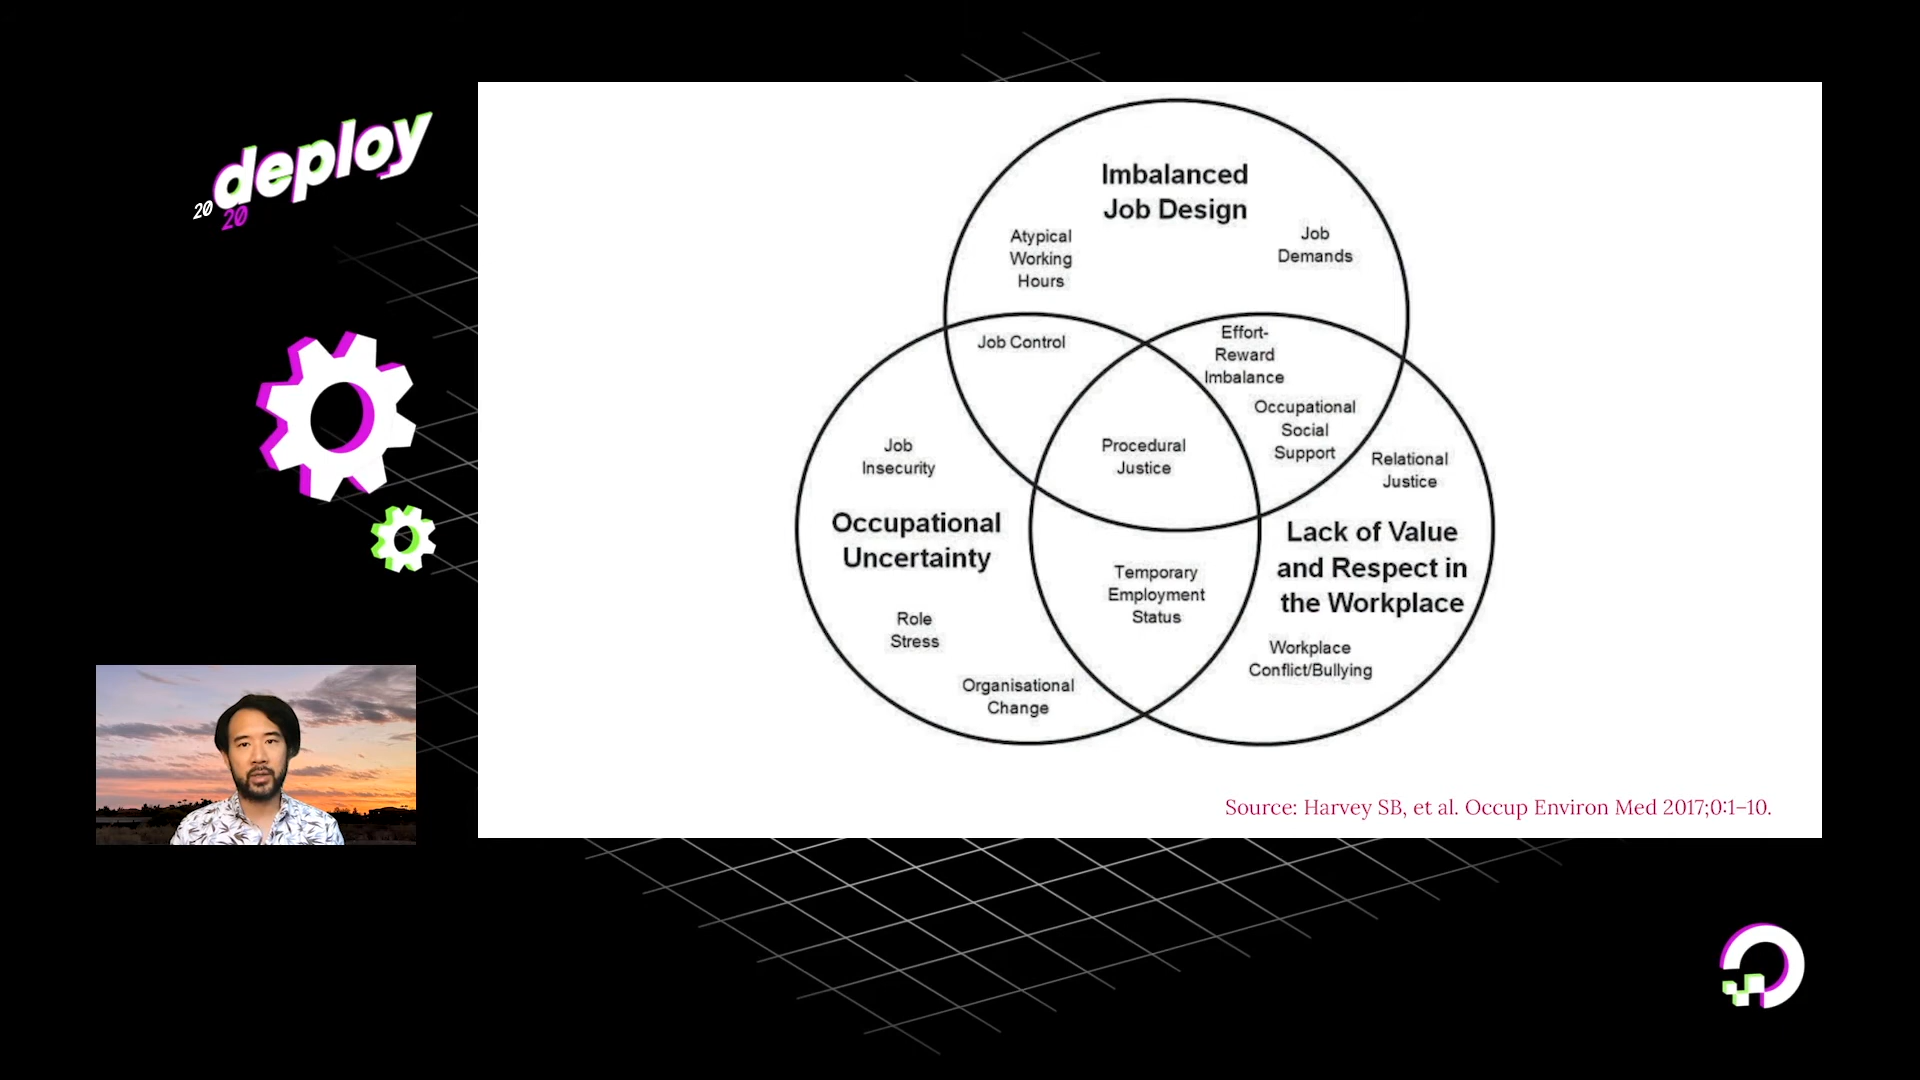 deploy
20
20
Imbalanced
Job Design
Atypical
Working
Hours
Job
Demands
Job Control
Effort-
Reward
Imbalance
Occupational
Social
Support
Job
Insecurity
Procedural
Justice
Relational
Justice
Occupational
Uncertainty
Lack of Value
and Respect in
the Workplace
Temporary
Employment
Status
Role
Stress
Workplace
Conflict/Bullying
Organisational
Change
Source: Harvey SB, et al. Occup Environ Med 2017;0:1–10.